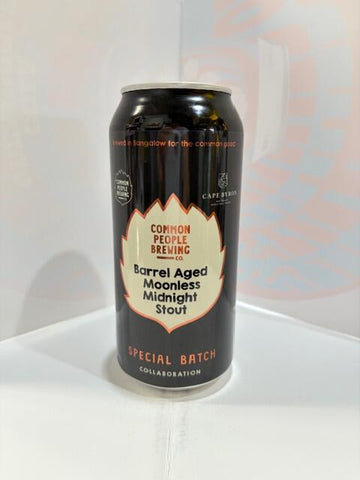 brewed in Bangalow for the common good
COMMON
PEOPLE
BREWING
CAPE BYRON
COMMON
PEOPLE
BREWING
CO.
Barrel Aged
Moonless
Midnight
Stout
SPECIAL BATCH
COLLABORATION